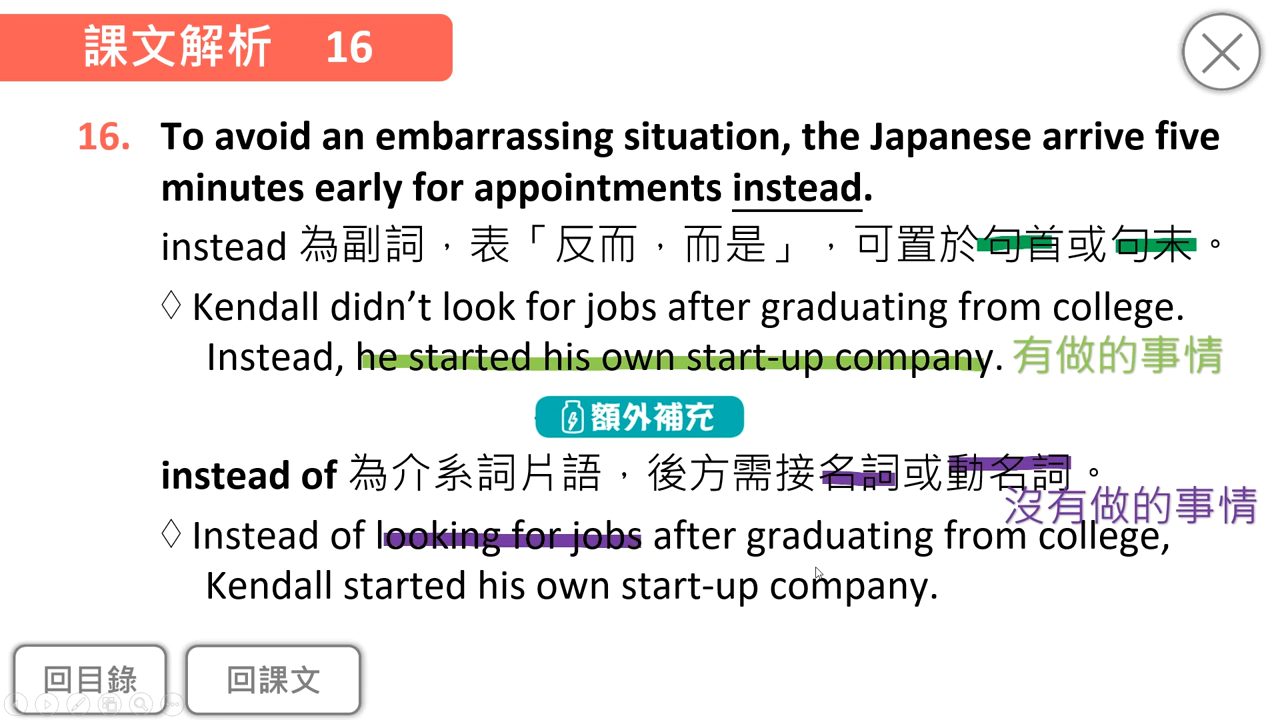 課文解析 16
16. To avoid an embarrassing situation, the Japanese arrive five
minutes early for appointments instead.
instead 為副詞，表「反而，而是」，可置於句首或句末。
◊ Kendall didn’t look for jobs after graduating from college.
Instead, he started his own start-up company. 有做的事情
額外補充
instead of 為介系詞片語，後方需接名詞或動名詞。
沒有做的事情
◊ Instead of looking for jobs after graduating from college,
Kendall started his own start-up company.
回目錄 回課文